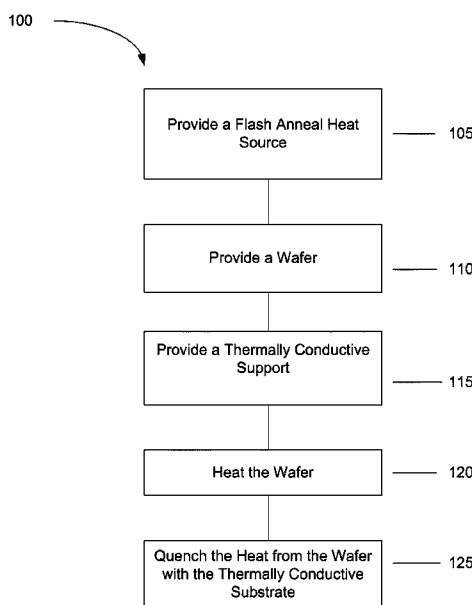 100
Provide a Flash Anneal Heat
Source
105
Provide a Wafer
110
Provide a Thermally Conductive
Support
115
Heat the Wafer
120
Quench the Heat from the Wafer
with the Thermally Conductive
Substrate
125